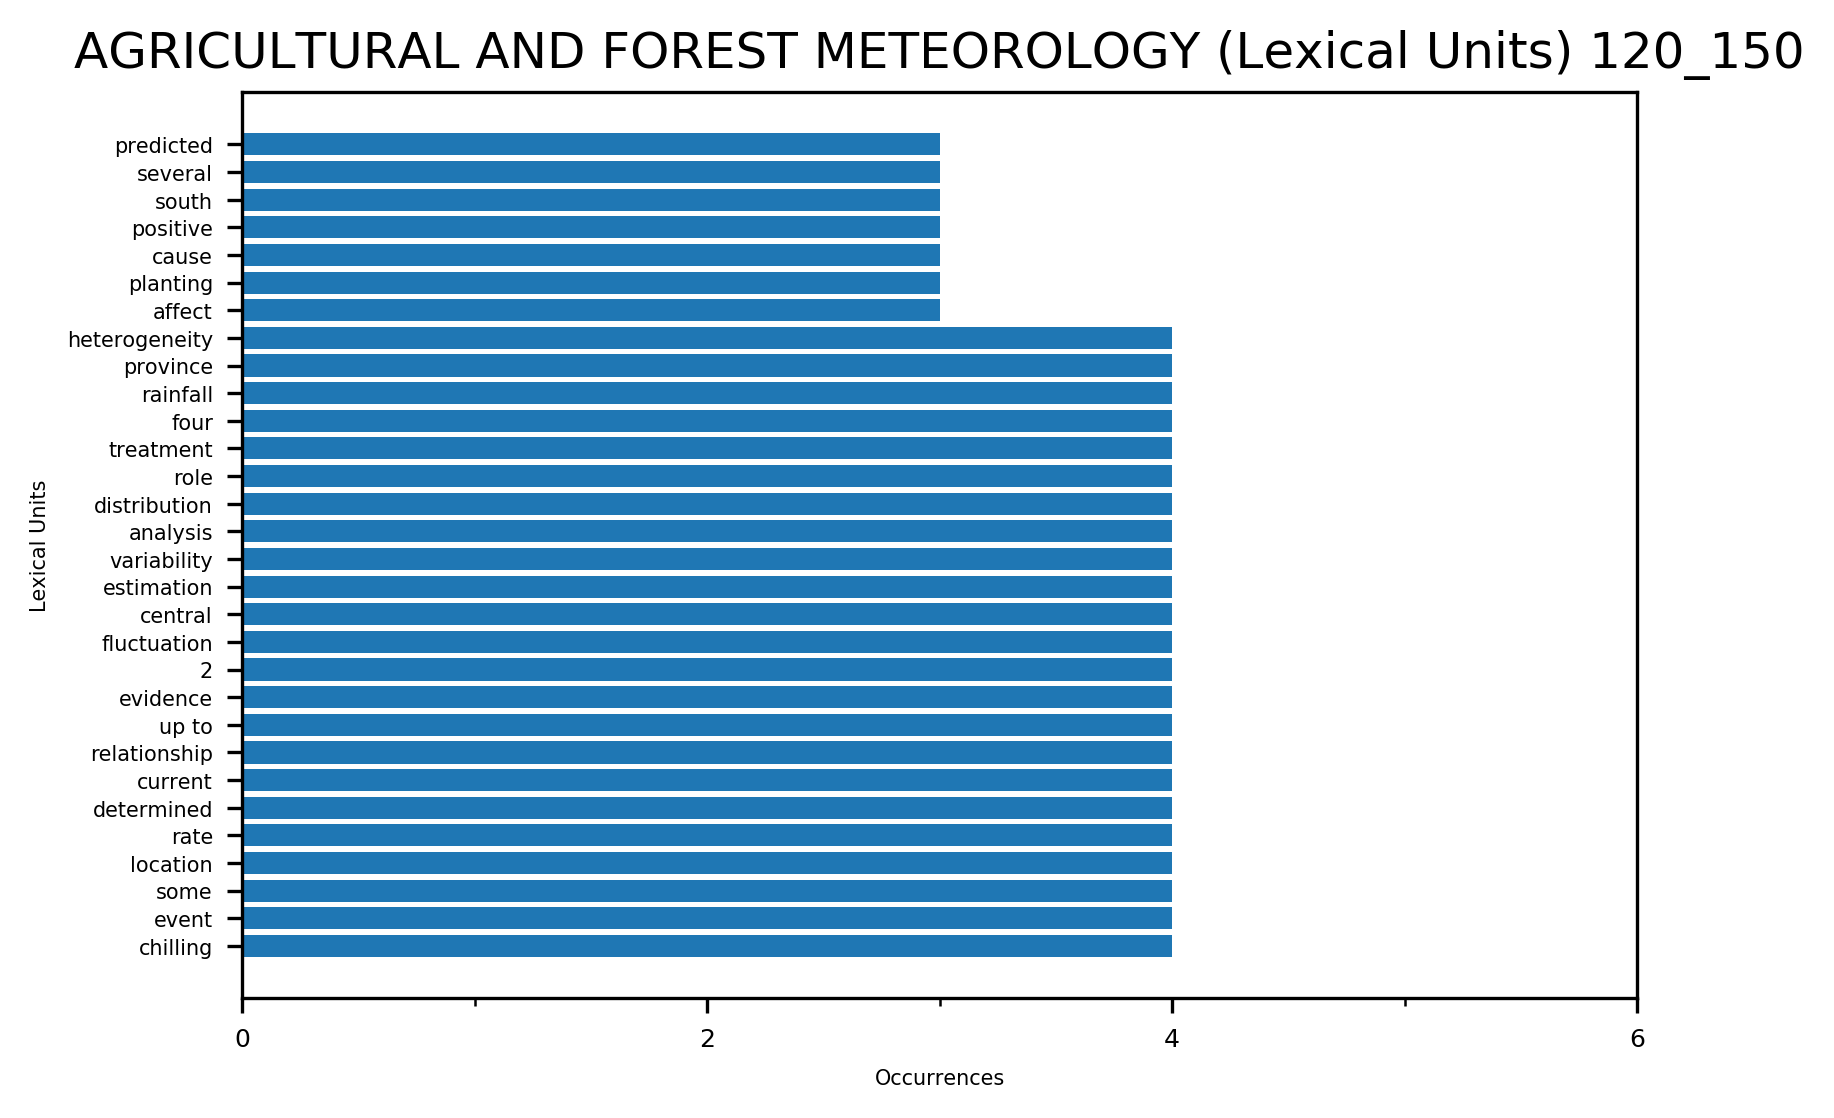 AGRICULTURAL AND FOREST METEOROLOGY (Lexical Units) 120_150
predicted
several
south
positive
cause
planting
affect
heterogeneity
province
rainfall
four
treatment
role
distribution
analysis
variability
estimation
central
fluctuation
2
evidence
up to
relationship
current
determined
rate
location
some
event
chilling
Lexical Units
0 2 4 6
Occurrences